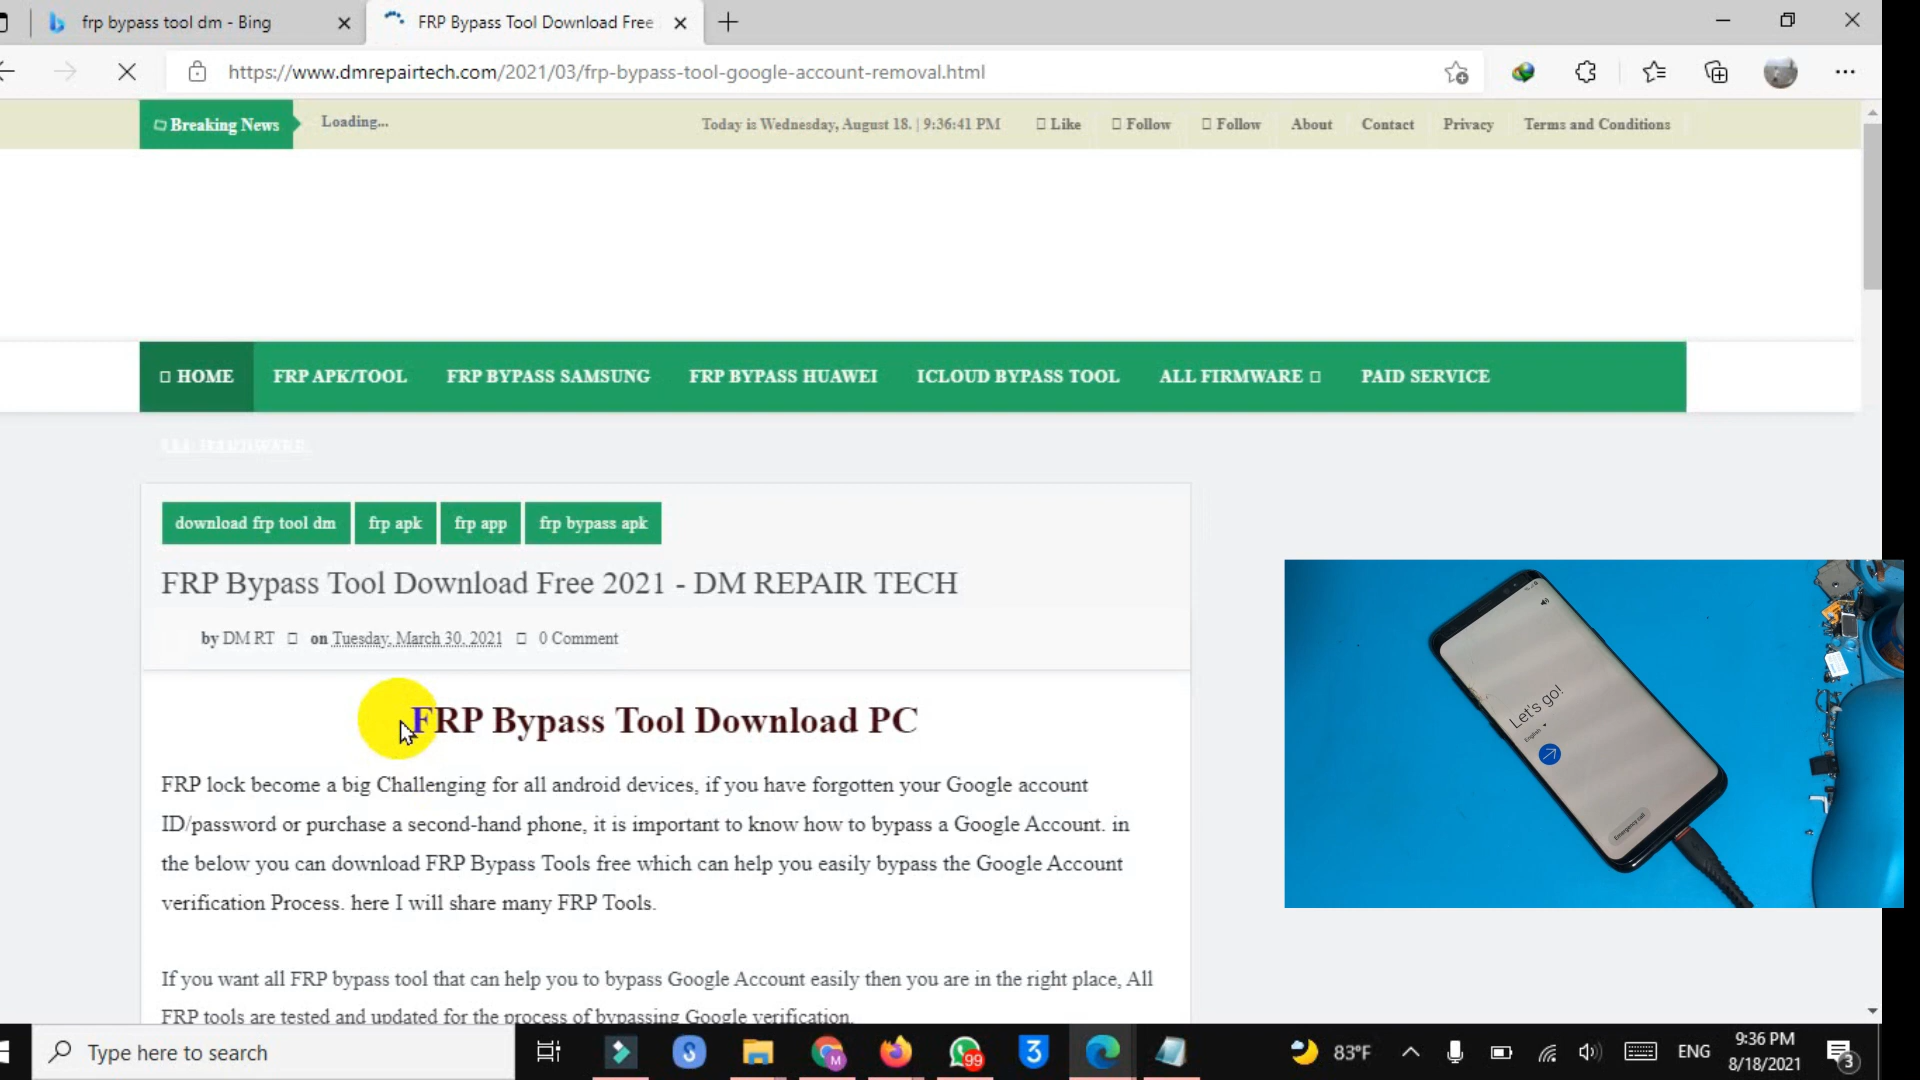 frp bypass tool dm - Bing
FRP Bypass Tool Download Free
https://www.dmrepairtech.com/2021/03/frp-bypass-tool-google-account-removal.html
Breaking News
Loading...
Today is Wednesday, August 18. | 9:36:41 PM
Like
Follow
Follow
About
Contact
Privacy
Terms and Conditions
HOME
FRP APK/TOOL
FRP BYPASS SAMSUNG
FRP BYPASS HUAWEI
ICLOUD BYPASS TOOL
ALL FIRMWARE
PAID SERVICE
download frp tool dm
frp apk
frp app
frp bypass apk
FRP Bypass Tool Download Free 2021 - DM REPAIR TECH
by DM RT on Tuesday, March 30, 2021 0 Comment
FRP Bypass Tool Download PC
FRP lock become a big Challenging for all android devices, if you have forgotten your Google account
ID/password or purchase a second-hand phone, it is important to know how to bypass a Google Account. in
the below you can download FRP Bypass Tools free which can help you easily bypass the Google Account
verification Process. here I will share many FRP Tools.
If you want all FRP bypass tool that can help you to bypass Google Account easily then you are in the right place, All
FRP tools are tested and updated for the process of bypassing Google verification.
Let's go!
English
Emergency call
Type here to search
S
M
99
3
83°F
ENG
9:36 PM
8/18/2021
3